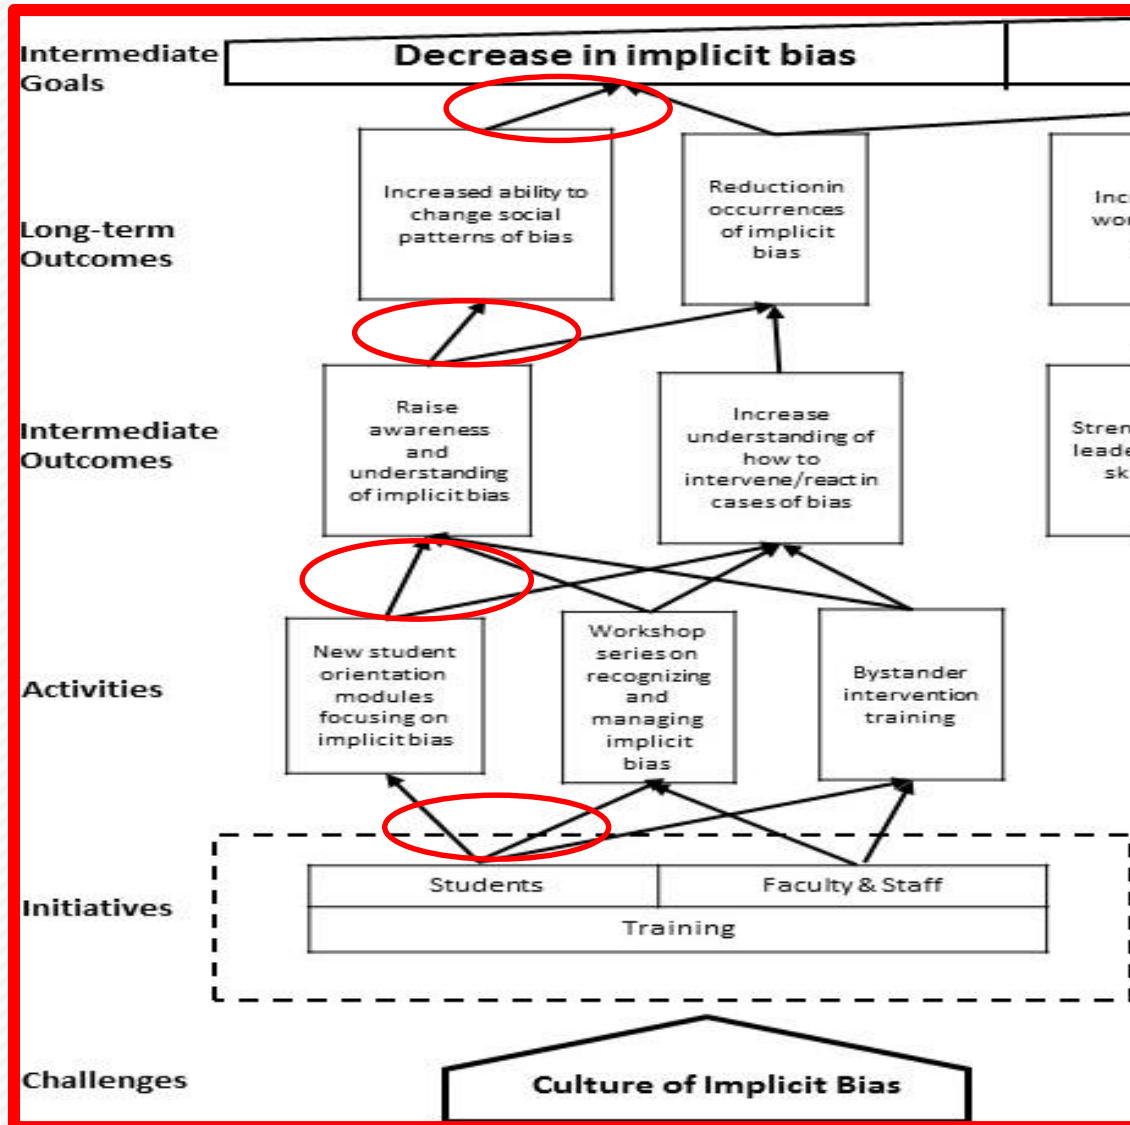 Intermediate
Goals
Decrease in implicit bias
Long-term
Outcomes
Increased ability to
change social
patterns of bias
Reductionin
occurrences
of implicit
bias
Intermediate
Outcomes
Raise
awareness
and
understanding
of implicit bias
Increase
understanding of
how to
intervene/react in
cases of bias
Activities
New student
orientation
modules
focusing on
implicit bias
Workshop
series on
recognizing
and
managing
implicit
bias
Bystander
intervention
training
Initiatives
Students
Faculty & Staff
Training
Challenges
Culture of Implicit Bias